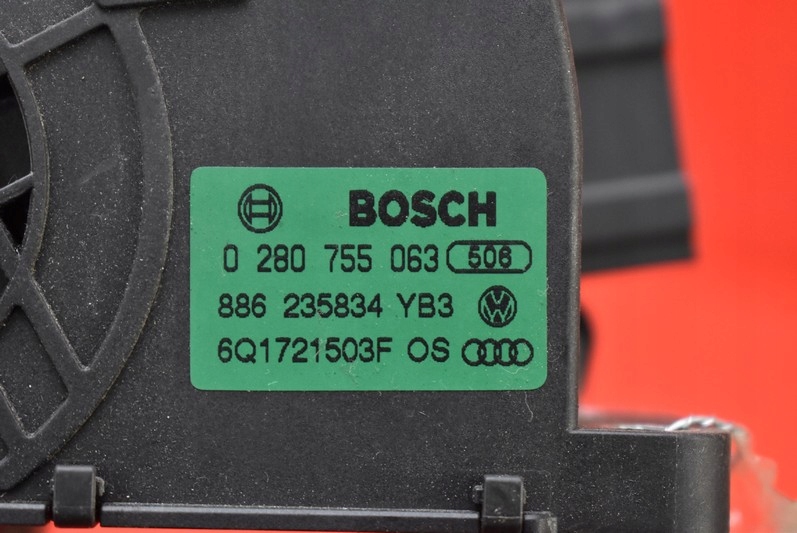 BOSCH
0 280 755 063 506
886 235834 YB3
6Q1721503F OS